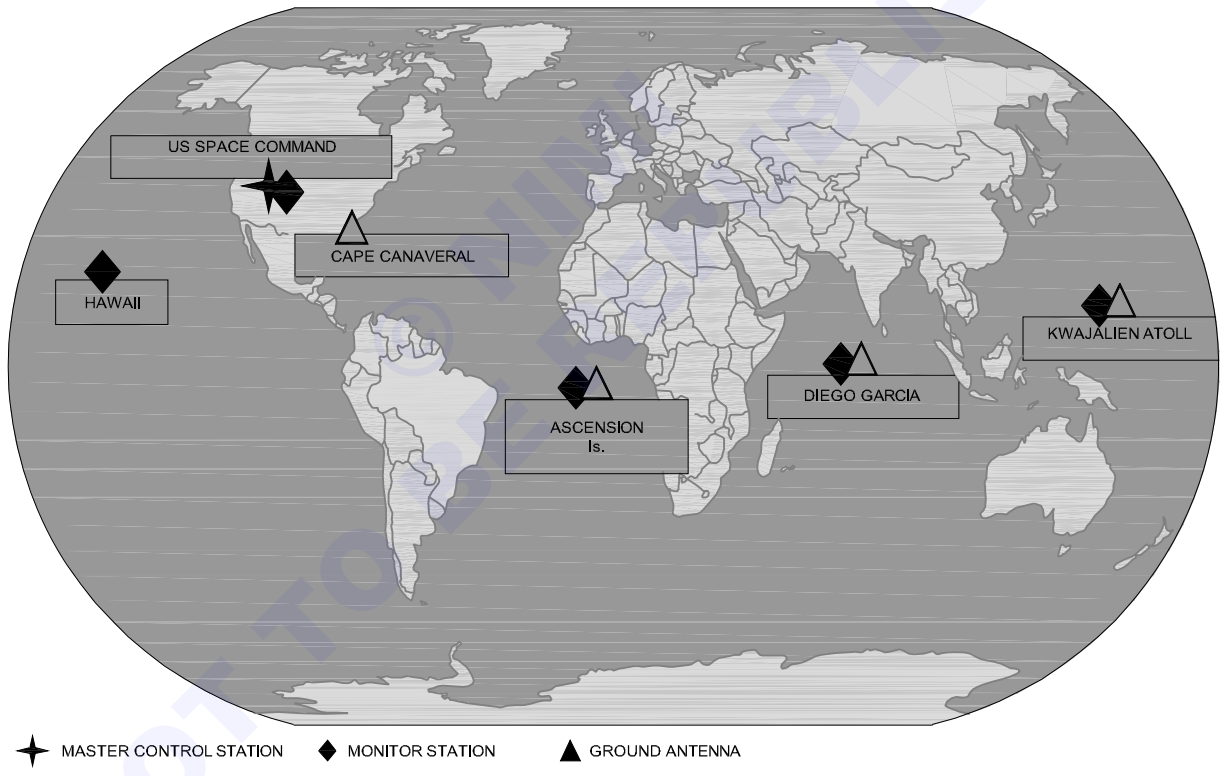 US SPACE COMMAND
CAPE CANAVERAL
HAWAII
KWAJALIEN ATOLL
DIEGO GARCIA
ASCENSION
Is.
MASTER CONTROL STATION
MONITOR STATION
GROUND ANTENNA